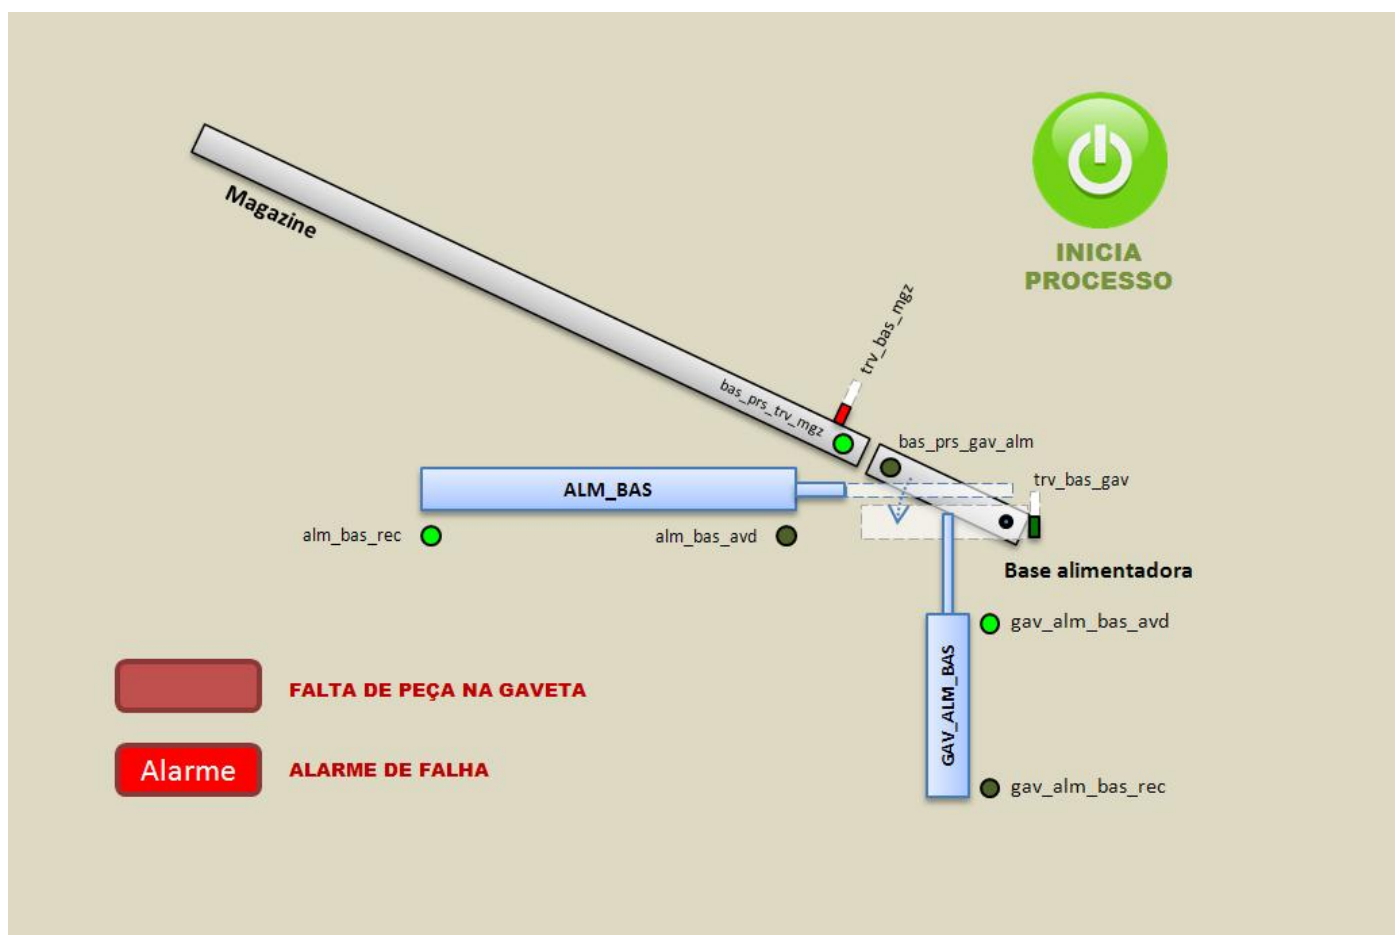 Magazine
INICIA
PROCESSO
trv_bas_mgz
bas_prs_trv_mgz
bas_prs_gav_alm
trv_bas_gav
ALM_BAS
alm_bas_rec
alm_bas_avd
Base alimentadora
gav_alm_bas_avd
GAV_ALM_BAS
gav_alm_bas_rec
FALTA DE PEÇA NA GAVETA
Alarme
ALARME DE FALHA